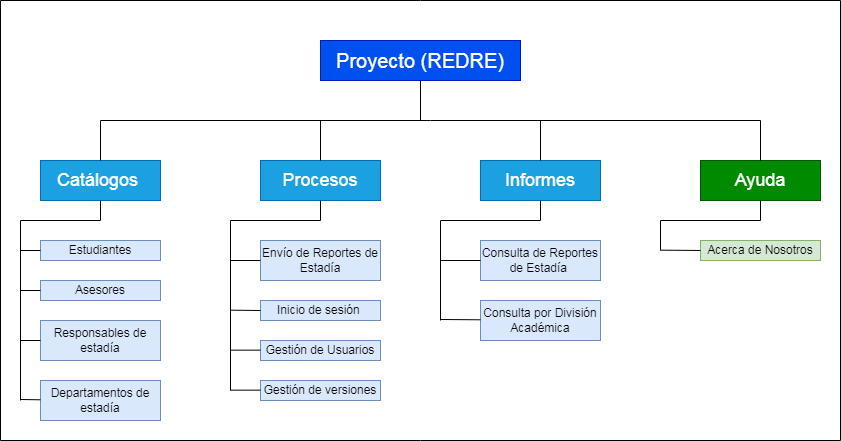 Proyecto (REDRE)
Catálogos
Procesos
Informes
Ayuda
Estudiantes
Asesores
Responsables de
estadía
Departamentos de
estadía
Envío de Reportes de
Estadía
Inicio de sesión
Gestión de Usuarios
Gestión de versiones
Consulta de Reportes
de Estadía
Consulta por División
Académica
Acerca de Nosotros